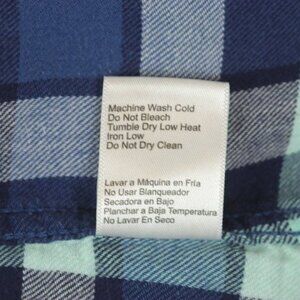 Machine Wash Cold
Do Not Bleach
Tumble Dry Low Heat
Iron Low
Do Not Dry Clean
Lavar a Máquina en Fría
No Usar Blanqueador
Secadora en Bajo
Planchar a Baja Temperatura
No Lavar En Seco